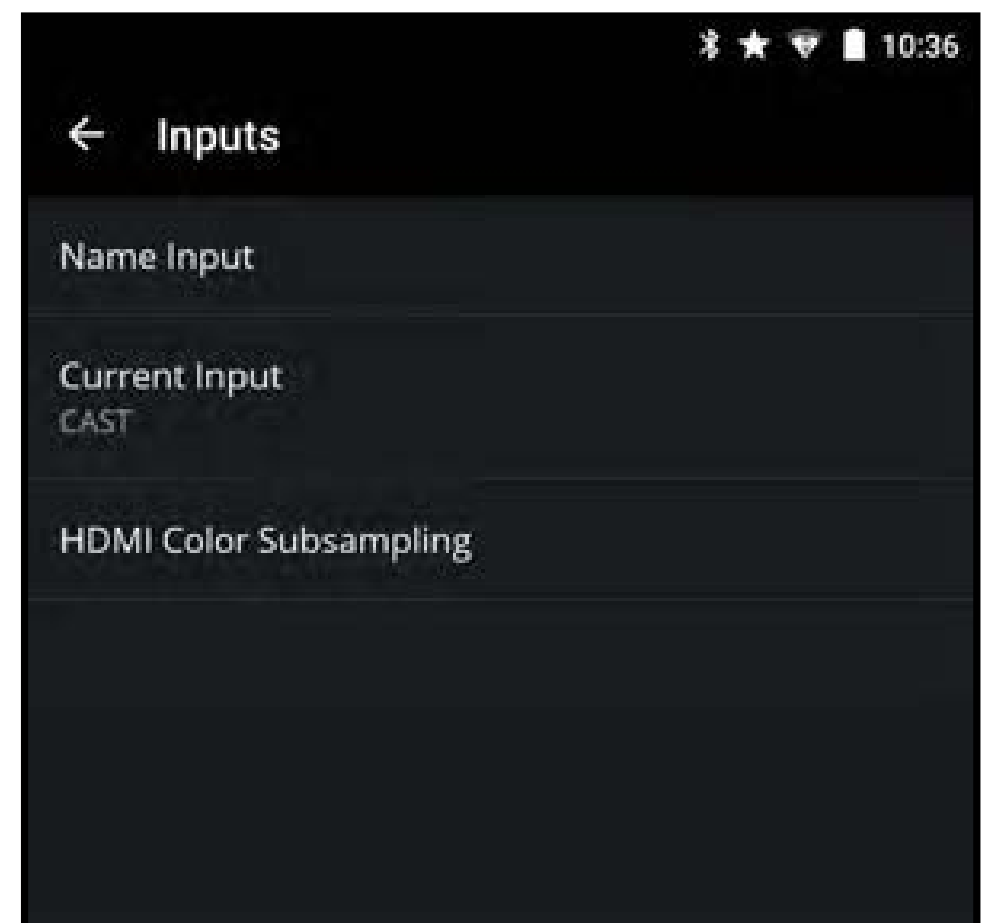 10:36
Inputs
Name Input
Current Input
CAST
HDMI Color Subsampling